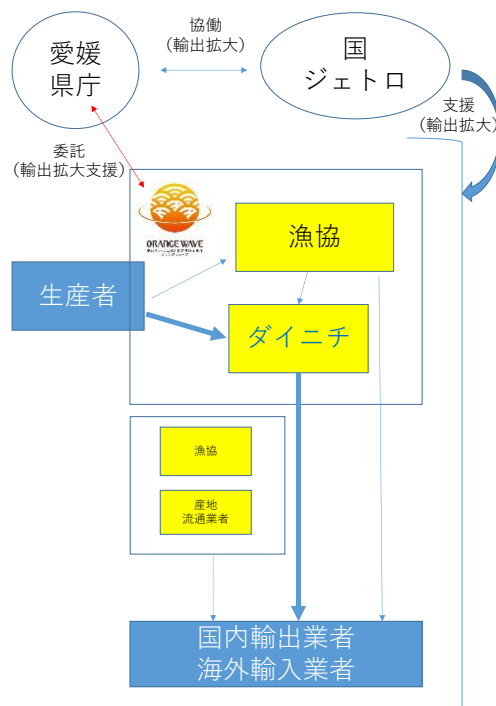 愛媛
県庁
協働
（輸出拡大）
国
ジェトロ
支援
（輸出拡大）
委託
（輸出拡大支援）
ORANGE WAVE
漁協
生産者
ダイニチ
漁協
産地
流通業者
国内輸出業者
海外輸入業者